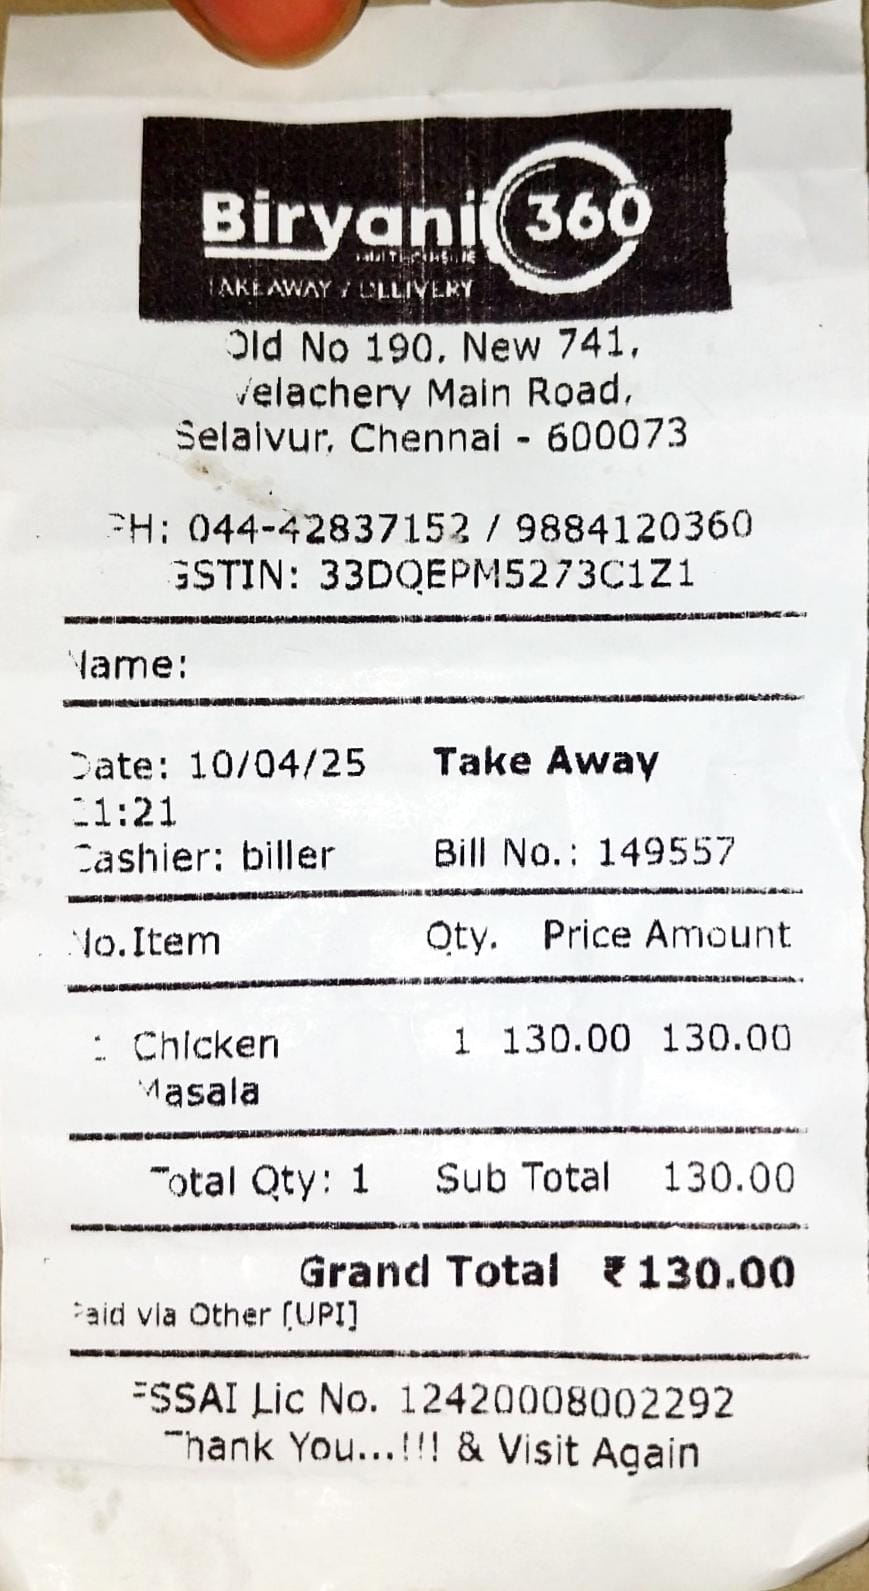 Biryani 360
MULTI-CUISINE
TAKEAWAY / DELIVERY
Old No 190, New 741,
Velachery Main Road,
Selaiyur, Chennai - 600073
PH: 044-42837152 / 9884120360
GSTIN: 33DQEPM5273C1Z1
Name:
Date: 10/04/25 Take Away
21:21
Cashier: biller Bill No.: 149557
No.Item Qty. Price Amount
1 Chicken 1 130.00 130.00
Masala
Total Qty: 1 Sub Total 130.00
Grand Total ₹130.00
Paid via Other [UPI]
FSSAI Lic No. 12420008002292
Thank You...!!! & Visit Again